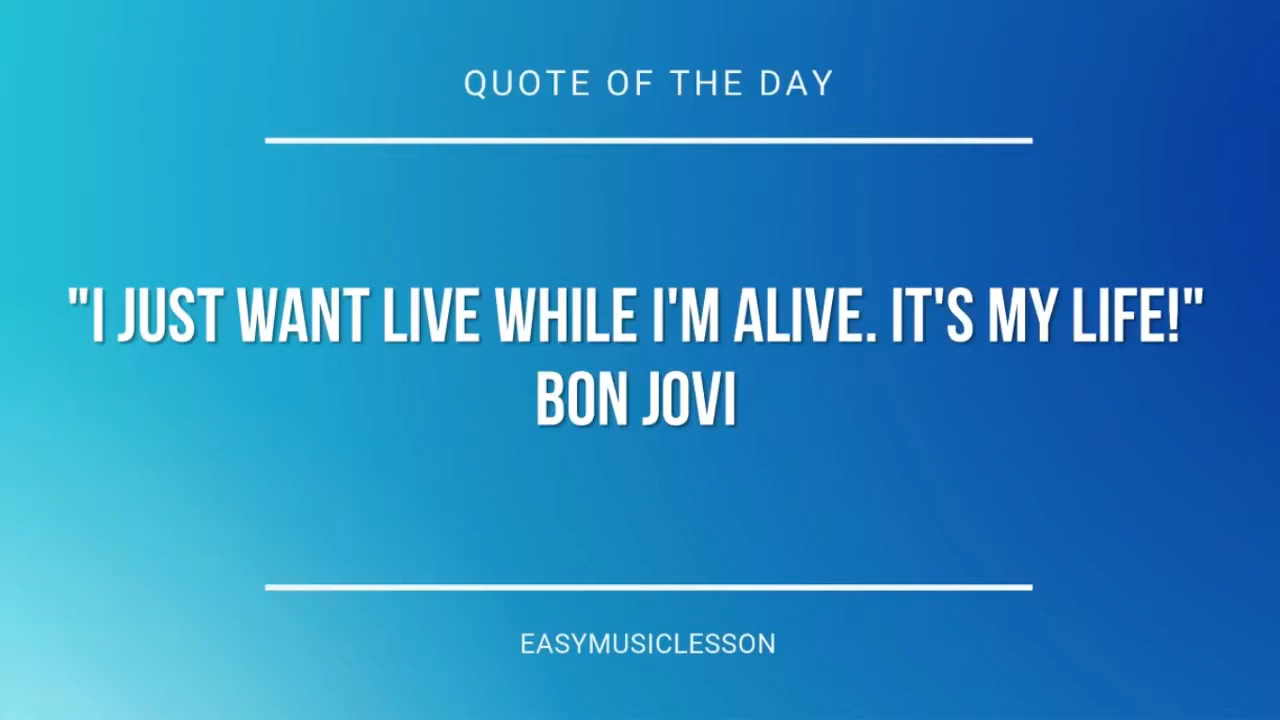 QUOTE OF THE DAY
"I JUST WANT LIVE WHILE I'M ALIVE. IT'S MY LIFE!"
BON JOVI
EASYMUSICLESSON